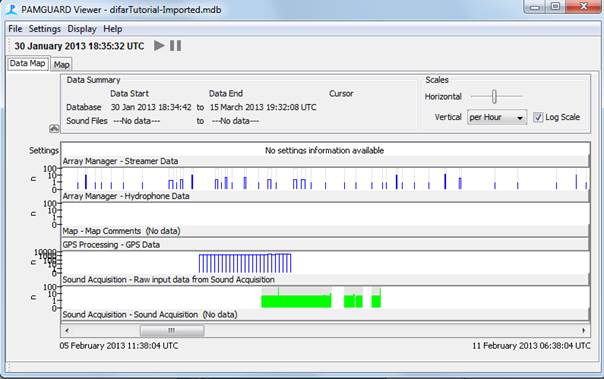 PAMGUARD Viewer - difarTutorial-Imported.mdb
File Settings Display Help
30 January 2013 18:35:32 UTC
Data Map Map
Data Summary
Data Start Data End Cursor
Database 30 Jan 2013 18:34:42 to 15 March 2013 19:32:08 UTC
Sound Files ---No data--- to ---No data---
Scales
Horizontal
Vertical per Hour Log Scale
Settings No settings information available
Array Manager - Streamer Data
100
10
1
0
n
Array Manager - Hydrophone Data
100
10
1
0
n
Map - Map Comments (No data)
GPS Processing - GPS Data
10000
1000
100
10
1
0
n
Sound Acquisition - Raw input data from Sound Acquisition
100
10
1
0
n
Sound Acquisition - Sound Acquisition (No data)
05 February 2013 11:38:04 UTC 11 February 2013 06:38:04 UTC